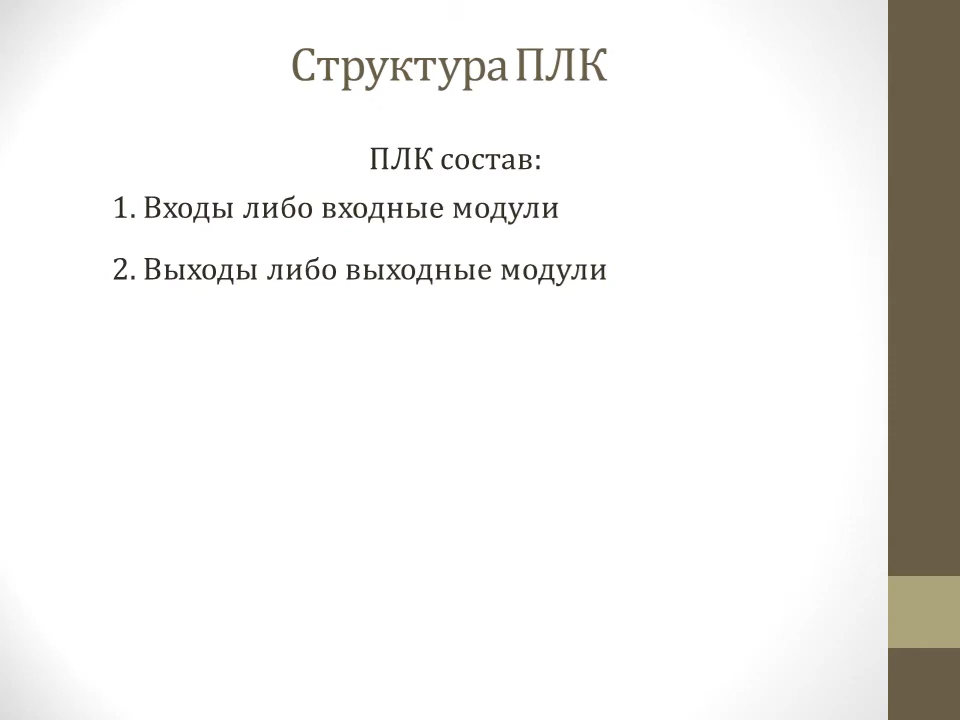 Структура ПЛК
ПЛК состав:
1. Входы либо входные модули
2. Выходы либо выходные модули